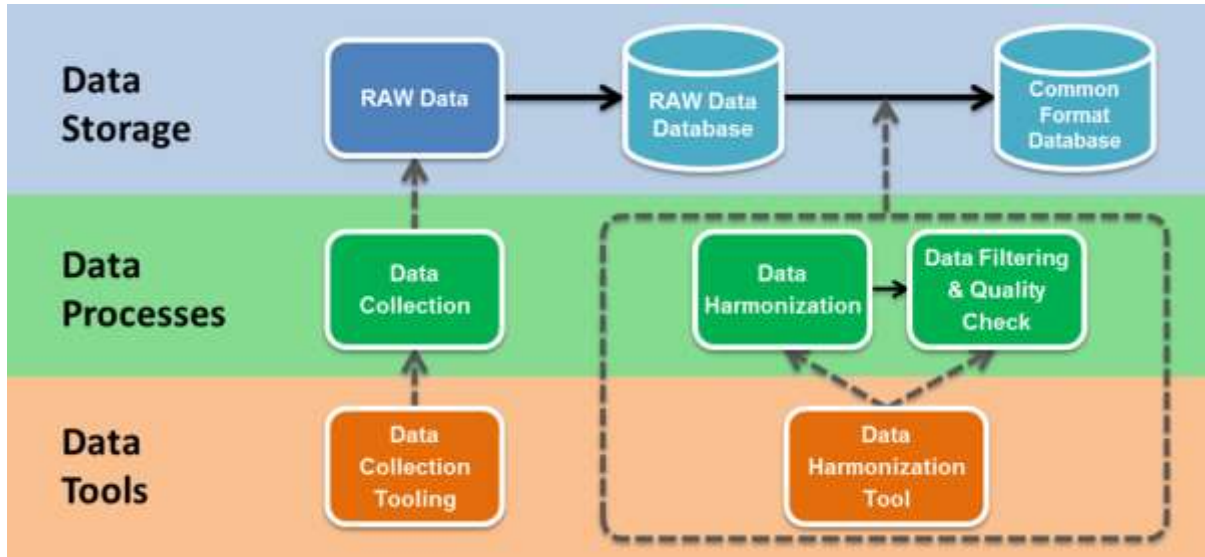 Data
Storage
RAW Data
RAW Data
Database
Common
Format
Database
Data
Processes
Data
Collection
Data
Harmonization
Data Filtering
& Quality
Check
Data
Tools
Data
Collection
Tooling
Data
Harmonization
Tool